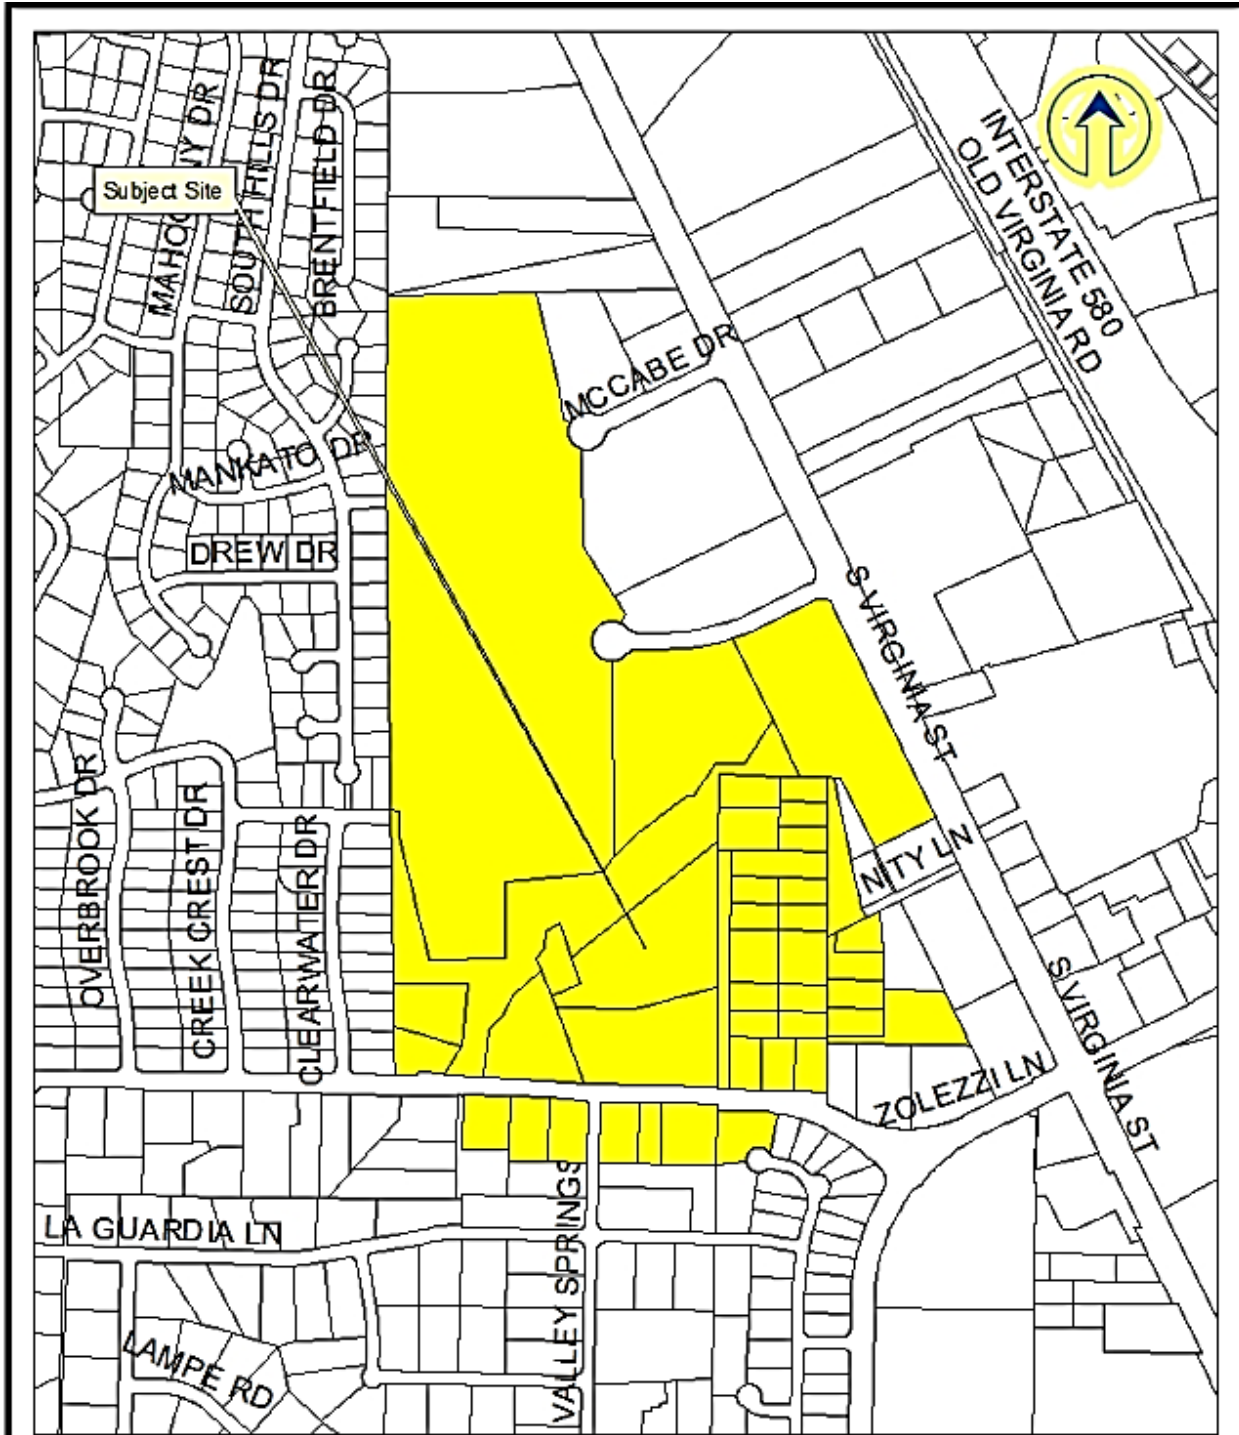 MAHOGANY DR
SOUTH HILLS DR
BRENTFIELD DR
INTERSTATE 580
OLD VIRGINIA RD
Subject Site
MCCABE DR
MANKATO DR
DREW DR
S VIRGINIA ST
OVERBROOK DR
CREEK CREST DR
CLEARWATER DR
NITY LN
S VIRGINIA ST
ZOLEZZI LN
LA GUARDIA LN
VALLEY SPRINGS
LAMPE RD